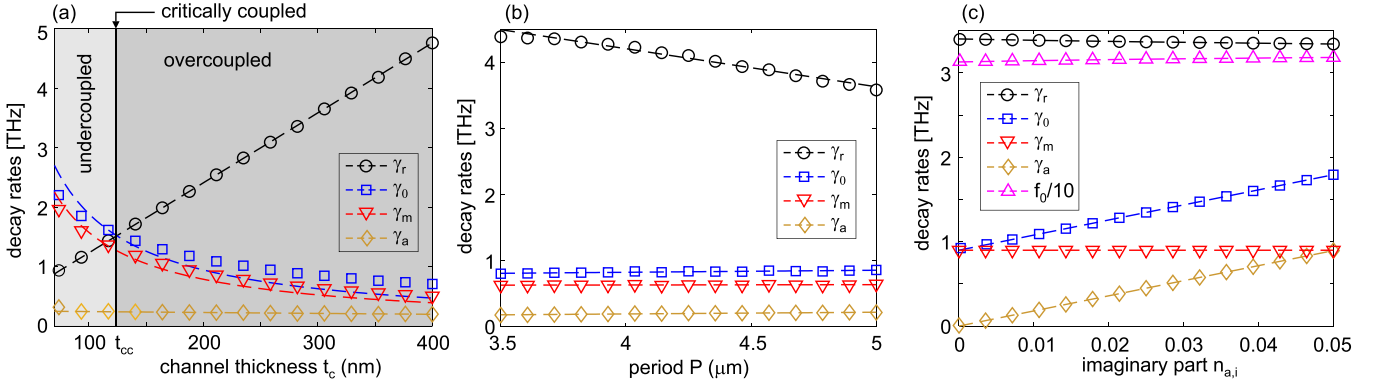 (a)
critically coupled
undercoupled
overcoupled
decay rates [THz]
5
4
3
2
1
0
γr
γ0
γm
γa
100
tcc
200
300
400
channel thickness tc (nm)
(b)
decay rates [THz]
4
3
2
1
0
γr
γ0
γm
γa
3.5
4
4.5
5
period P (μm)
(c)
decay rates [THz]
3
2
1
0
γr
γ0
γm
γa
f0/10
0
0.01
0.02
0.03
0.04
0.05
imaginary part na,i